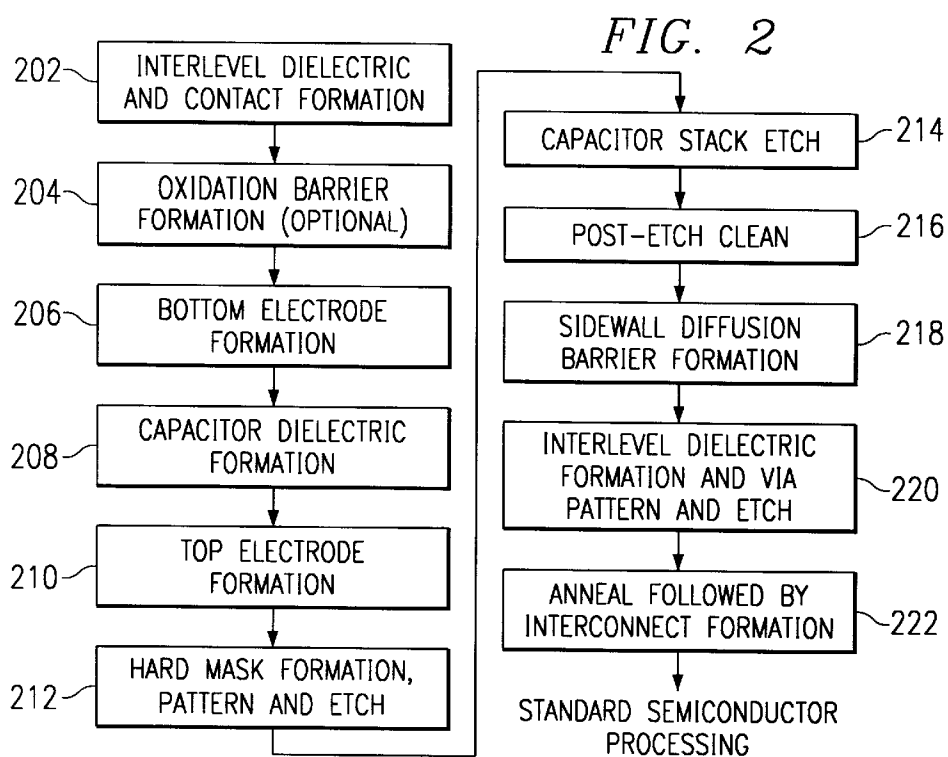 FIG. 2
202
INTERLEVEL DIELECTRIC
AND CONTACT FORMATION
204
OXIDATION BARRIER
FORMATION (OPTIONAL)
206
BOTTOM ELECTRODE
FORMATION
208
CAPACITOR DIELECTRIC
FORMATION
210
TOP ELECTRODE
FORMATION
212
HARD MASK FORMATION,
PATTERN AND ETCH
CAPACITOR STACK ETCH
214
POST-ETCH CLEAN
216
SIDEWALL DIFFUSION
BARRIER FORMATION
218
INTERLEVEL DIELECTRIC
FORMATION AND VIA
PATTERN AND ETCH
220
ANNEAL FOLLOWED BY
INTERCONNECT FORMATION
222
STANDARD SEMICONDUCTOR
PROCESSING